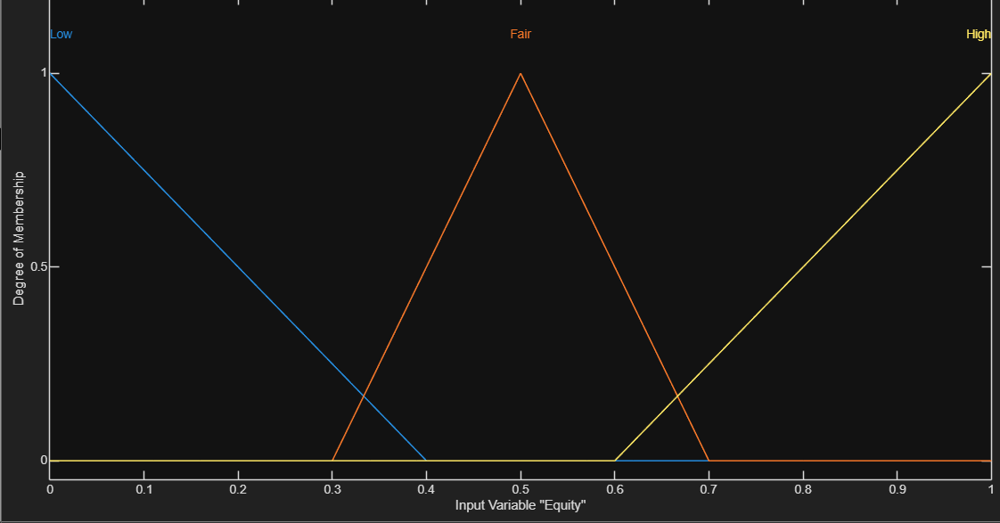 Low Fair High
1
0.5
0
0 0.1 0.2 0.3 0.4 0.5 0.6 0.7 0.8 0.9 1
Input Variable "Equity"
Degree of Membership